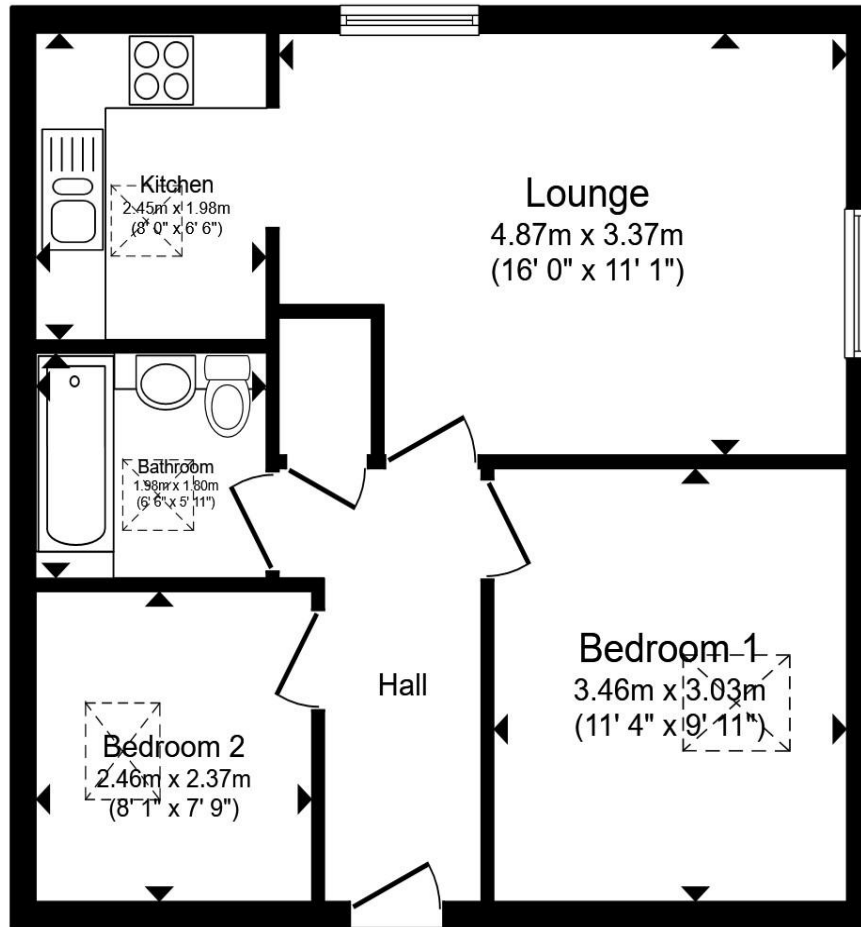 Kitchen
2.45m x 1.98m
(8' 0" x 6' 6")
Lounge
4.87m x 3.37m
(16' 0" x 11' 1")
Bathroom
1.98m x 1.80m
(6' 6" x 5' 11")
Bedroom 1
3.46m x 3.03m
(11' 4" x 9' 11")
Hall
Bedroom 2
2.46m x 2.37m
(8' 1" x 7' 9")